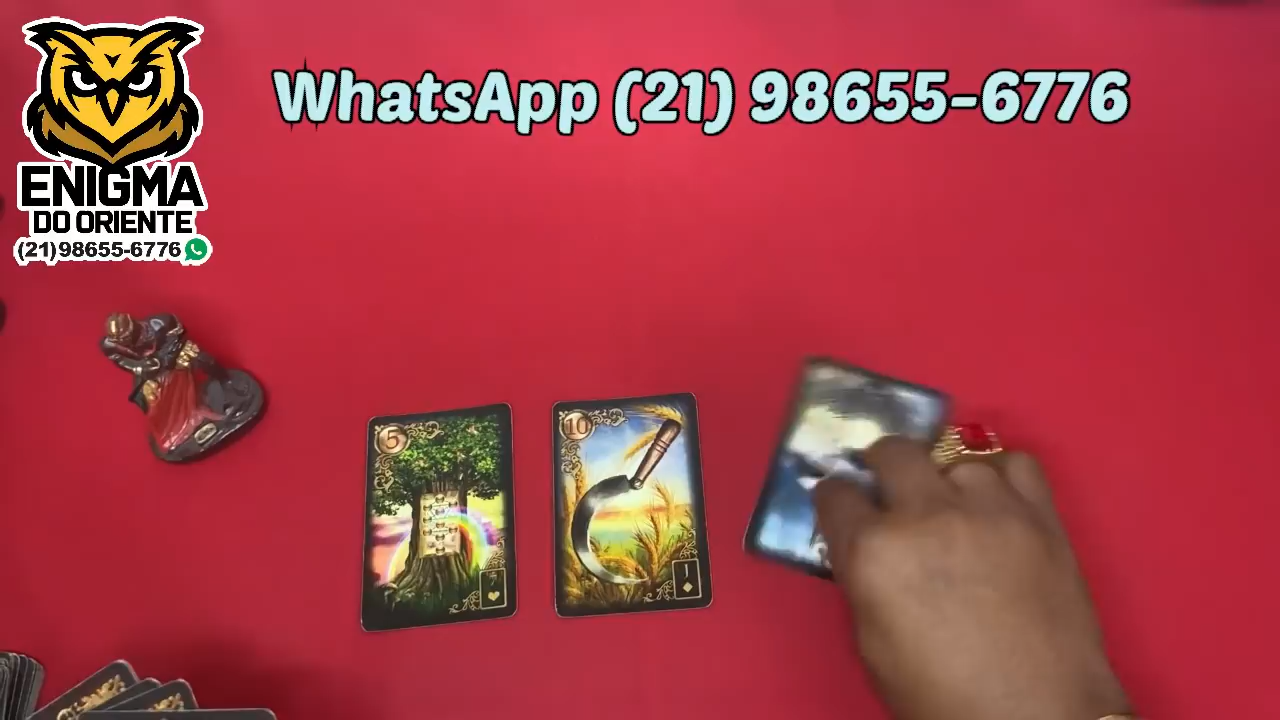 WhatsApp (21) 98655-6776
ENIGMA
DO ORIENTE
(21)98655-6776
5
10
J